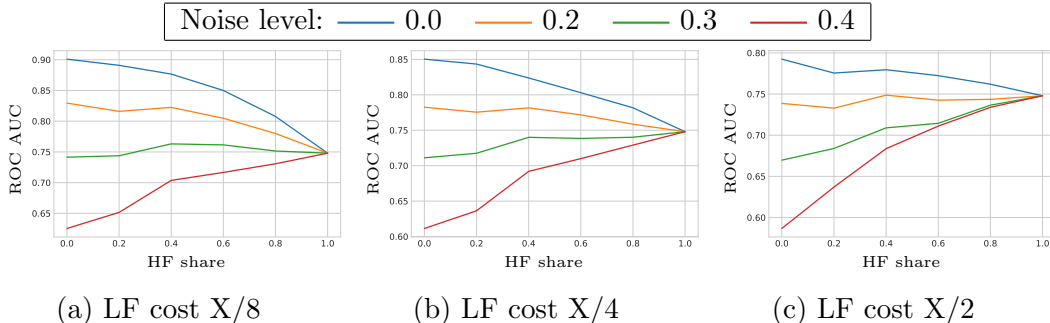 Noise level: 0.0 0.2 0.3 0.4
ROC AUC
0.90
0.85
0.80
0.75
0.70
0.65
0.0 0.2 0.4 0.6 0.8 1.0
HF share
(a) LF cost X/8
ROC AUC
0.85
0.80
0.75
0.70
0.65
0.60
0.0 0.2 0.4 0.6 0.8 1.0
HF share
(b) LF cost X/4
ROC AUC
0.80
0.75
0.70
0.65
0.60
0.0 0.2 0.4 0.6 0.8 1.0
HF share
(c) LF cost X/2